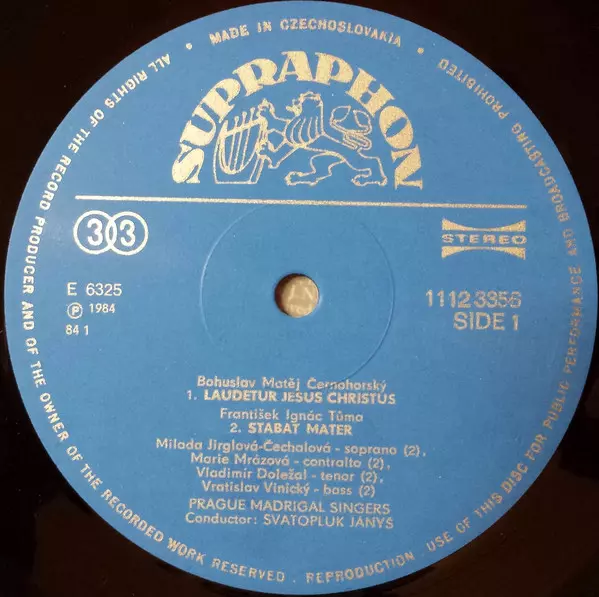 • MADE IN CZECHOSLOVAKIA •
ALL RIGHTS OF THE RECORD PRODUCER AND OF THE OWNER OF THE RECORDED WORK RESERVED . REPRODUCTION. USE OF THIS DISC FOR PUBLIC PERFORMANCE AND BROADCASTING PROHIBITED
SUPRAPHON
33
STEREO
E 6325
℗ 1984
84 1
1112 3356
SIDE 1
Bohuslav Matěj Černohorský
1. LAUDETUR JESUS CHRISTUS
František Ignác Tůma
2. STABAT MATER
Milada Jirglová-Čechalová - soprano (2),
Marie Mrázová - contralto (2),
Vladimír Doležal - tenor (2),
Vratislav Vinický - bass (2)
PRAGUE MADRIGAL SINGERS
Conductor: SVATOPLUK JANYS